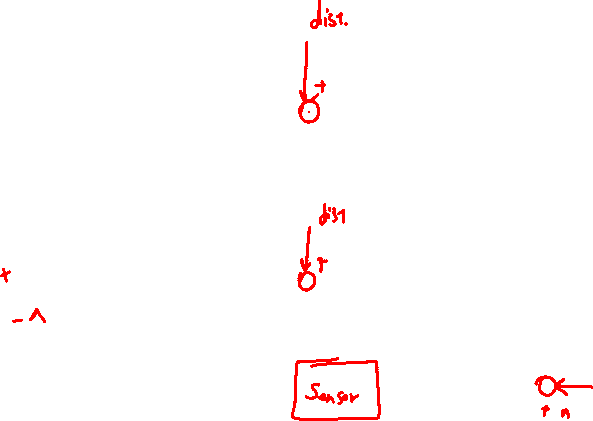 dist.
+
dist
+
+
-
Sensor
+ n